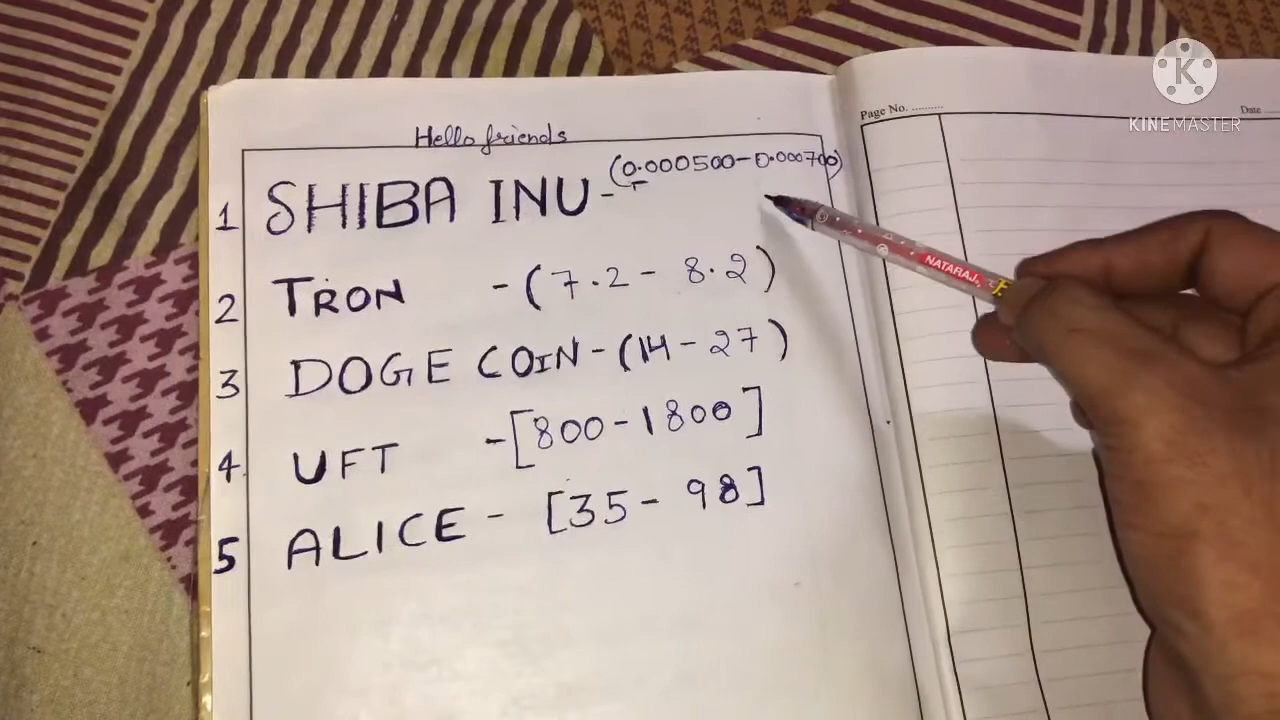 Page No. ..........
Date
KINEMASTER
Hello friends
1 SHIBA INU - (0.000500-0.000700)
2 TRON - (7.2 - 8.2)
3 DOGE COIN - (14 - 27)
4. UFT - [800 - 1800]
5 ALICE - [35 - 98]
NATARAJ